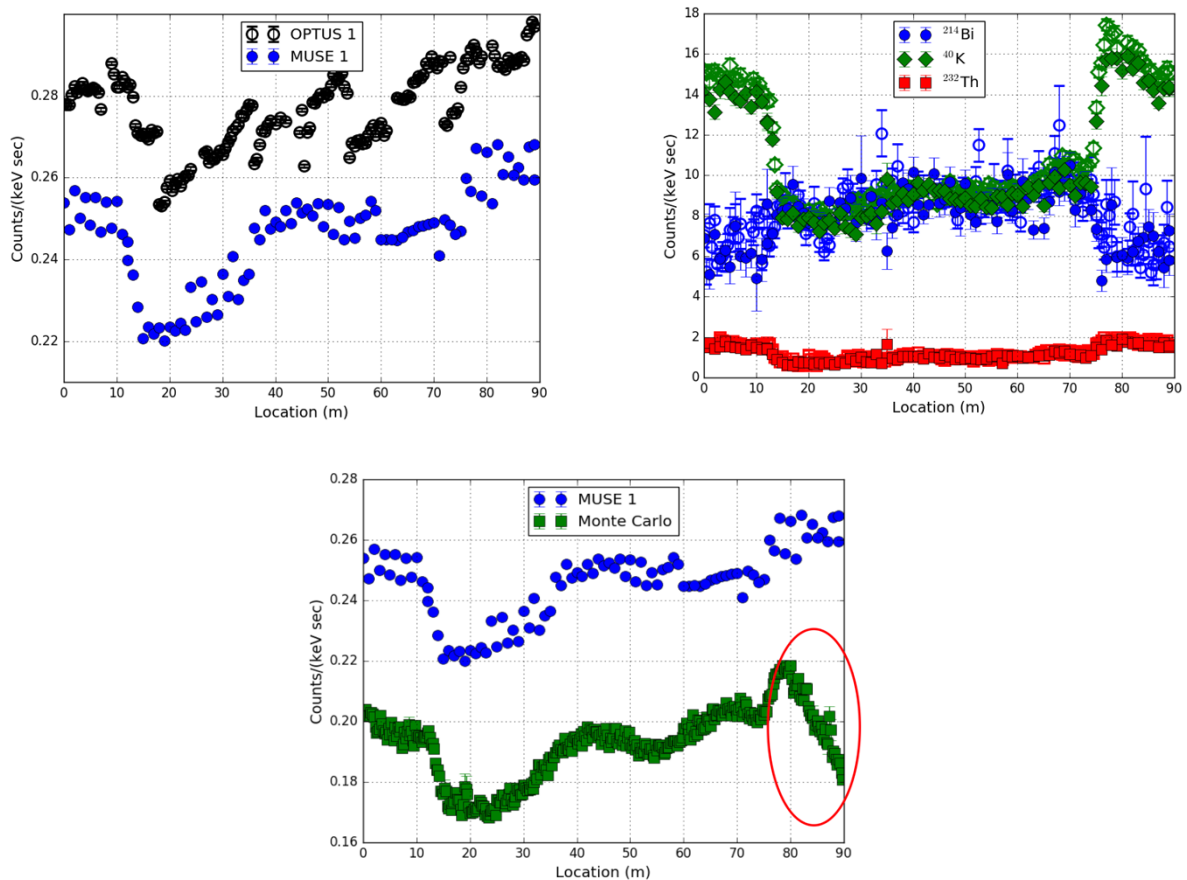 0.28
0.26
0.24
0.22
Counts/(keV sec)
OPTUS 1
MUSE 1
0 10 20 30 40 50 60 70 80 90
Location (m)
18
16
14
12
10
8
6
4
2
0
Counts/(keV sec)
²¹⁴Bi
⁴⁰K
²³²Th
0 10 20 30 40 50 60 70 80 90
Location (m)
0.28
0.26
0.24
0.22
0.20
0.18
0.16
Counts/(keV sec)
MUSE 1
Monte Carlo
0 10 20 30 40 50 60 70 80 90
Location (m)